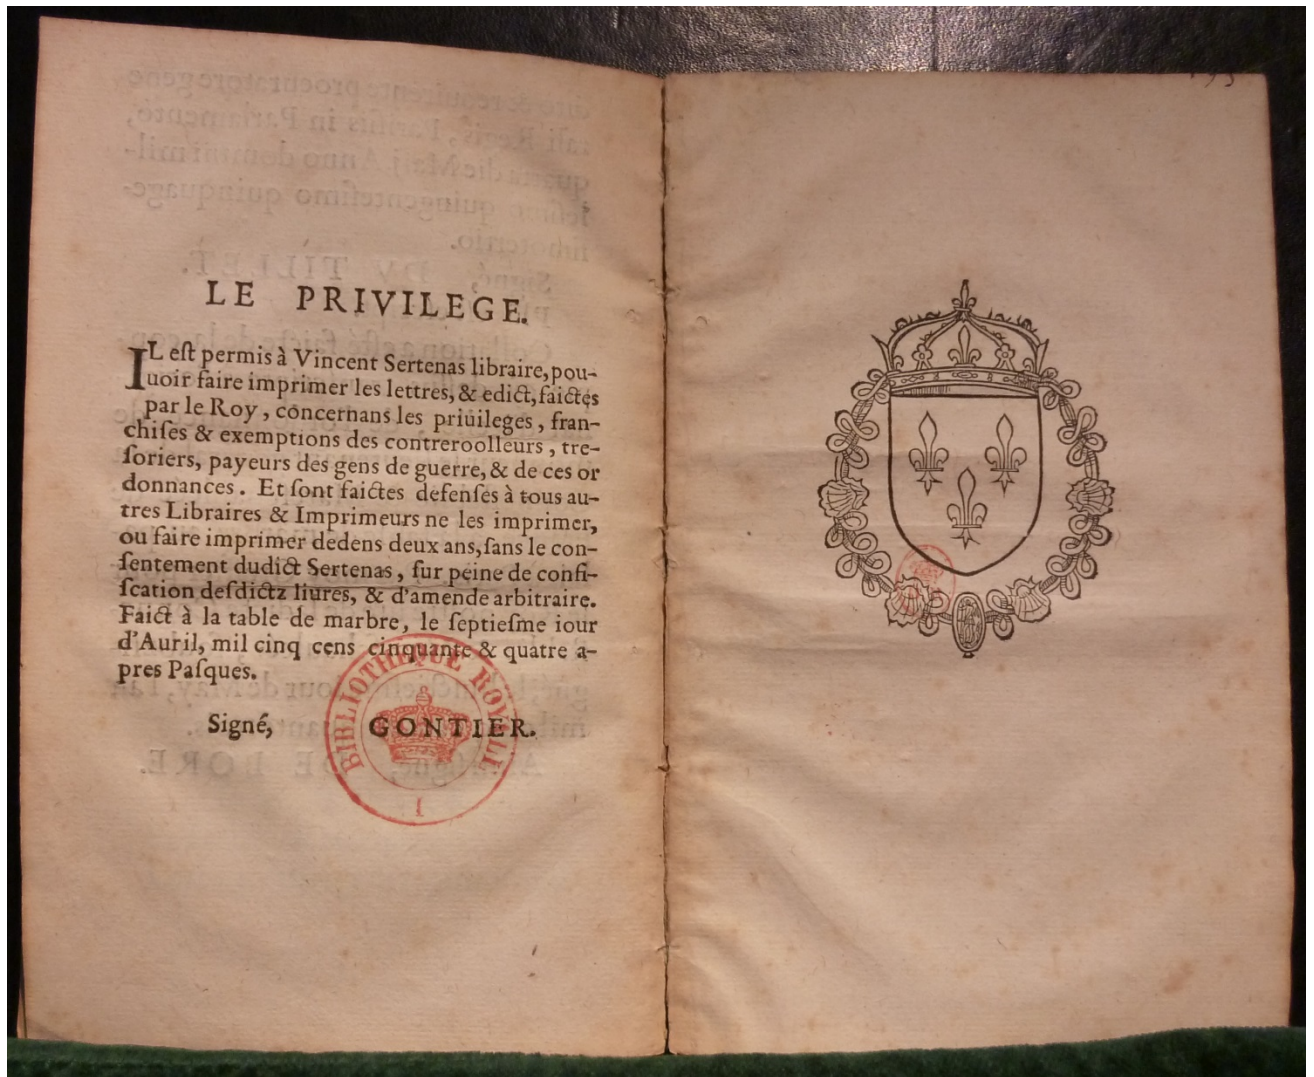 LE PRIVILEGE.
IL eſt permis à Vincent Sertenas libraire, pou-
uoir faire imprimer les lettres, & edict, faictes
par le Roy, concernans les priuileges, fran-
chiſes & exemptions des contreroolleurs, tre-
ſoriers, payeurs des gens de guerre, & de ces or
donnances. Et ſont faictes defenſes à tous au-
tres Libraires & Imprimeurs ne les imprimer,
ou faire imprimer dedens deux ans, ſans le con-
ſentement dudict Sertenas, ſur peine de confi-
ſcation deſdictz liures, & d'amende arbitraire.
Faict à la table de marbre, le ſeptieſme iour
d'Auril, mil cinq cens cinquante & quatre a-
pres Paſques.
Signé, GONTIER.
BIBLIOTHEQUE ROYALE
I